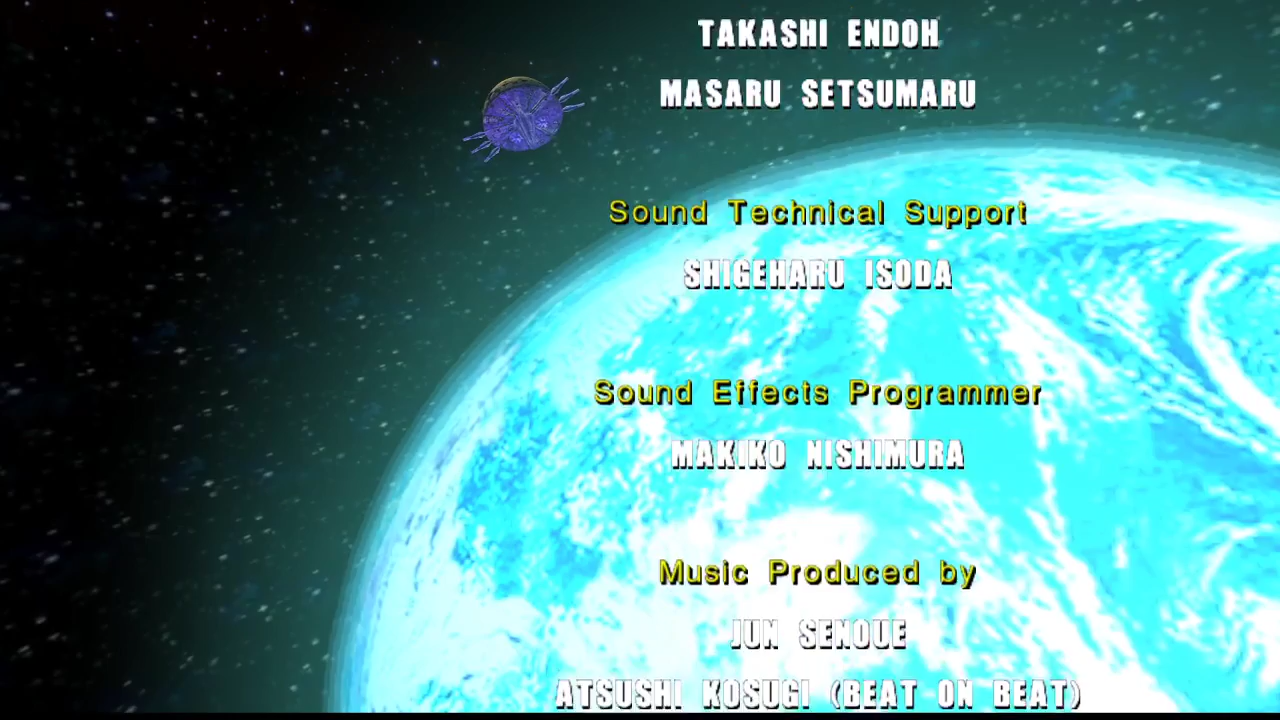 TAKASHI ENDOH
MASARU SETSUMARU
Sound Technical Support
SHIGEHARU ISODA
Sound Effects Programmer
MAKIKO NISHIMURA
Music Produced by
JUN SENOUE
ATSUSHI KOSUGI (BEAT ON BEAT)